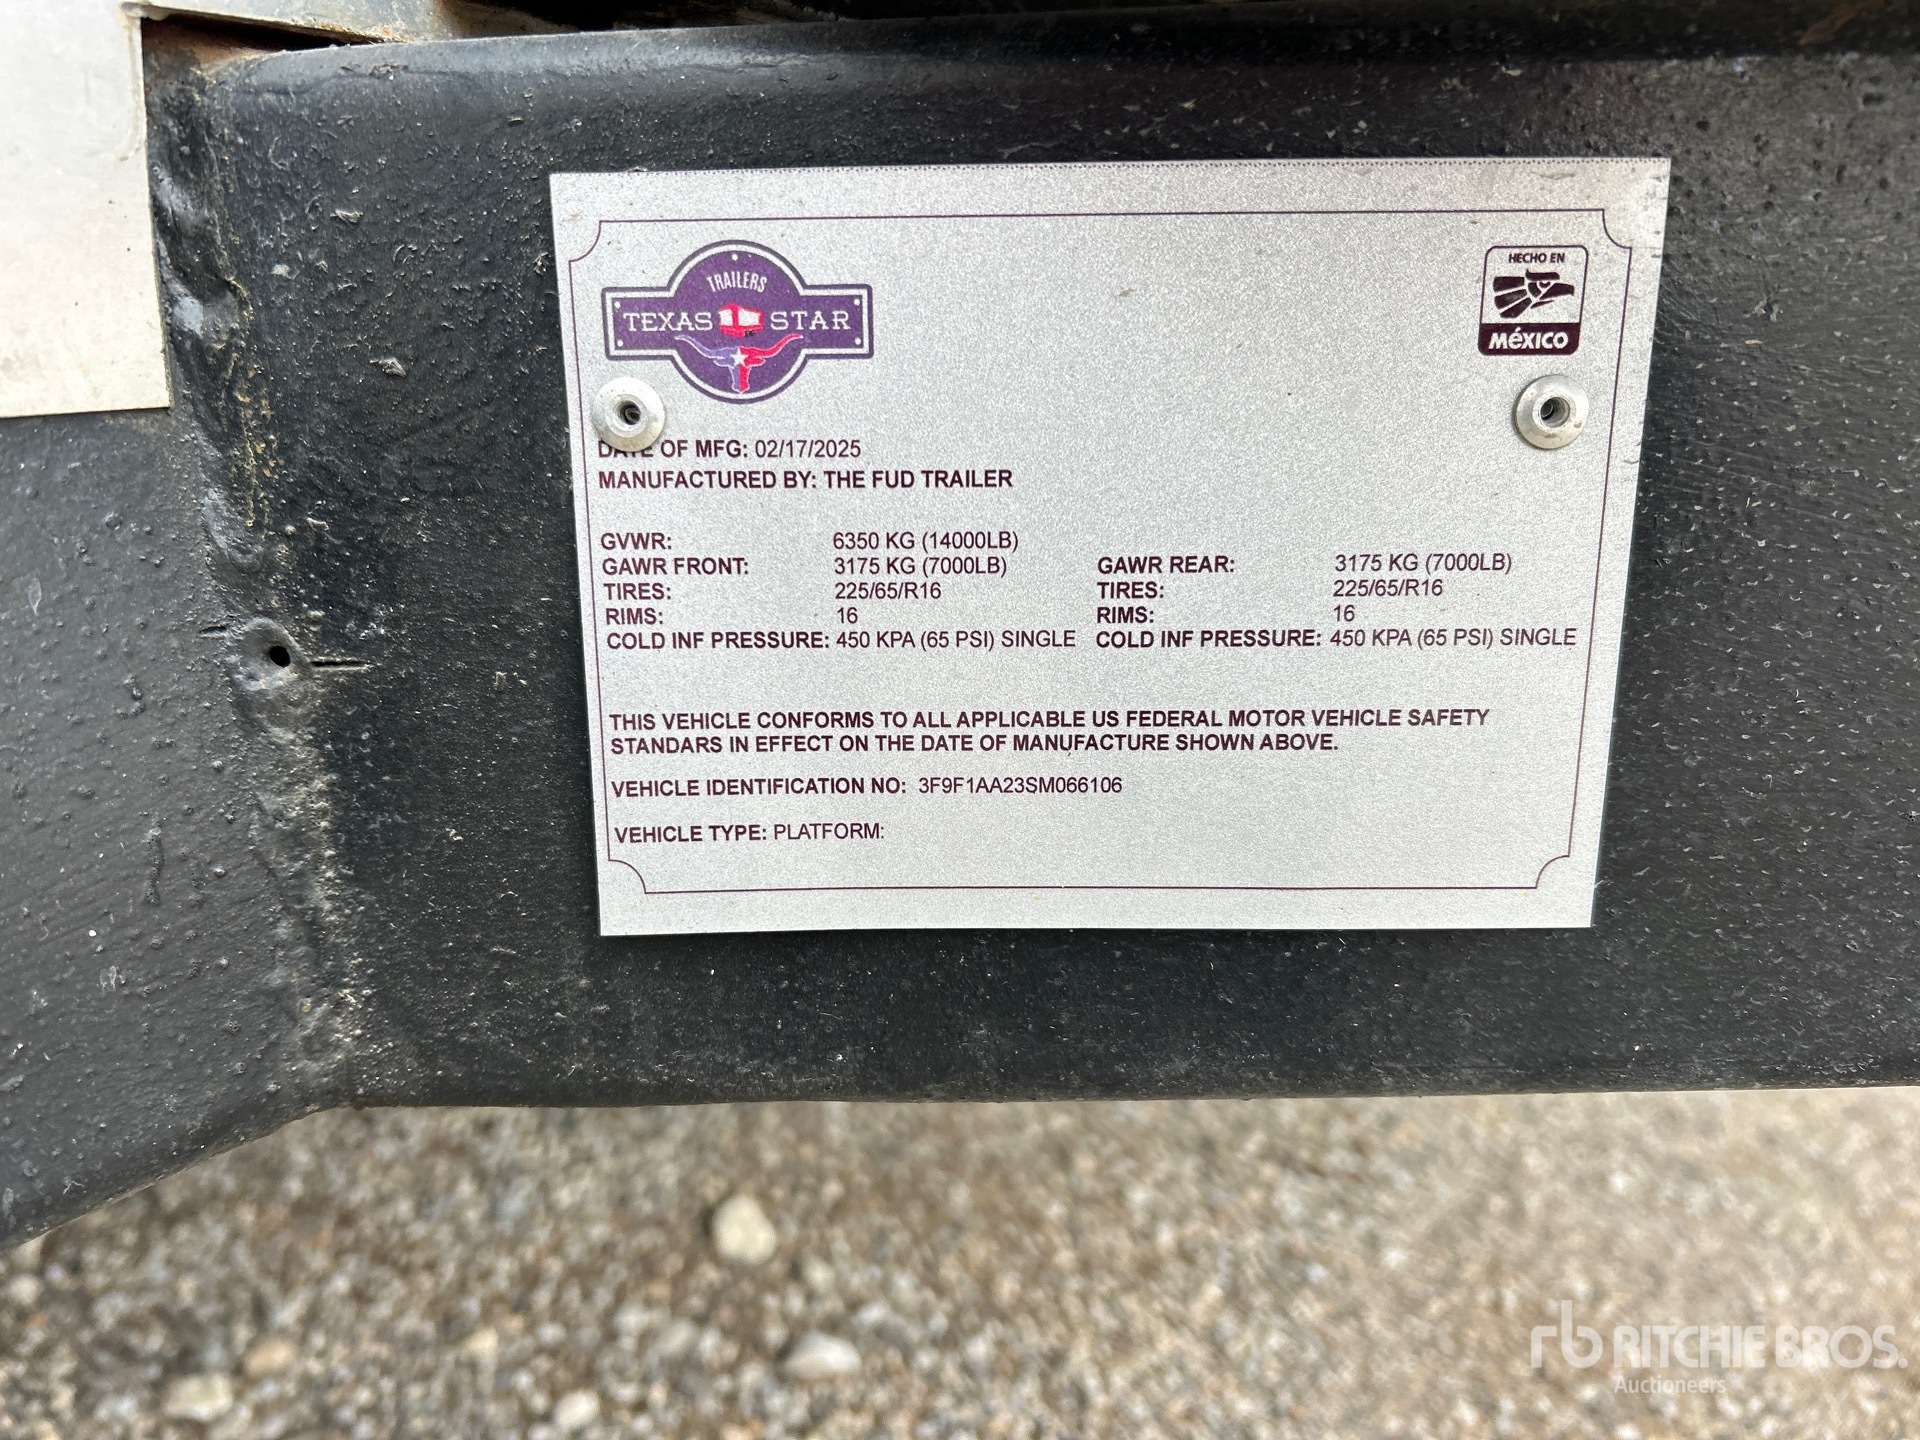 TRAILERS
TEXAS STAR
HECHO EN
MéXICO
DATE OF MFG: 02/17/2025
MANUFACTURED BY: THE FUD TRAILER
GVWR: 6350 KG (14000LB)
GAWR FRONT: 3175 KG (7000LB) GAWR REAR: 3175 KG (7000LB)
TIRES: 225/65/R16 TIRES: 225/65/R16
RIMS: 16 RIMS: 16
COLD INF PRESSURE: 450 KPA (65 PSI) SINGLE COLD INF PRESSURE: 450 KPA (65 PSI) SINGLE
THIS VEHICLE CONFORMS TO ALL APPLICABLE US FEDERAL MOTOR VEHICLE SAFETY
STANDARS IN EFFECT ON THE DATE OF MANUFACTURE SHOWN ABOVE.
VEHICLE IDENTIFICATION NO: 3F9F1AA23SM066106
VEHICLE TYPE: PLATFORM:
rb RITCHIE BROS.
Auctioneers